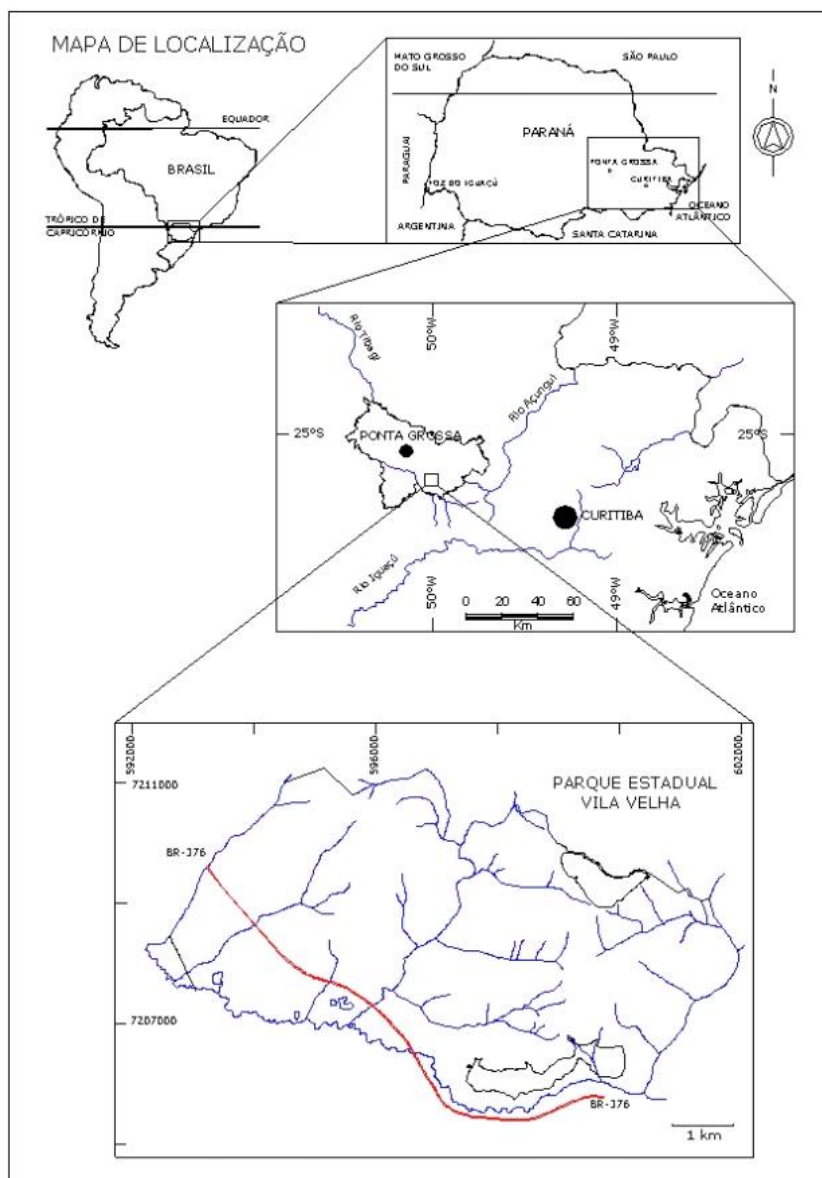 MAPA DE LOCALIZAÇÃO
EQUADOR
BRASIL
TRÓPICO DE
CAPRICÓRNIO
MATO GROSSO
DO SUL
SÃO PAULO
PARANÁ
PARAGUAI
PONTA GROSSA
CURITIBA
FOZ DO IGUAÇÚ
OCEANO
ATLÂNTICO
ARGENTINA
SANTA CATARINA
N
Rio Tibagi
50°W
49°W
Rio Açungui
25°S
25°S
PONTA GROSSA
CURITIBA
Rio Iguaçú
50°W
0 20 40 60
Km
49°W
Oceano
Atlântico
592000
596000
602000
7211000
PARQUE ESTADUAL
VILA VELHA
BR-376
7207000
BR-376
1 km